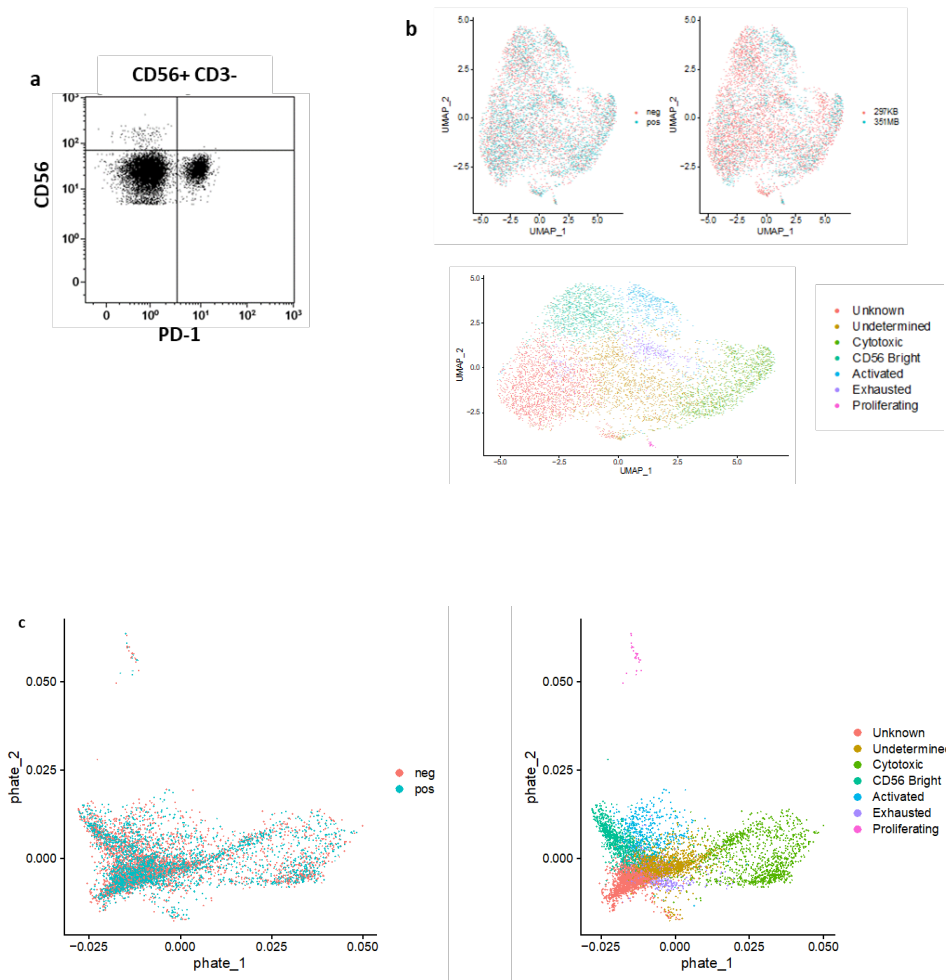 a
CD56+ CD3-
10³
10²
10¹
10⁰
0
CD56
0 10⁰ 10¹ 10² 10³
PD-1
b
5.0
2.5
0.0
−2.5
UMAP_2
−5.0 −2.5 0.0 2.5 5.0
UMAP_1
neg
pos
5.0
2.5
0.0
−2.5
UMAP_2
−5.0 −2.5 0.0 2.5 5.0
UMAP_1
297KB
351MB
5.0
2.5
0.0
−2.5
UMAP_2
−5.0 −2.5 0.0 2.5 5.0
UMAP_1
Unknown
Undetermined
Cytotoxic
CD56 Bright
Activated
Exhausted
Proliferating
c
0.050
0.025
0.000
phate_2
−0.025 0.000 0.025 0.050
phate_1
neg
pos
0.050
0.025
0.000
phate_2
−0.025 0.000 0.025 0.050
phate_1
Unknown
Undetermined
Cytotoxic
CD56 Bright
Activated
Exhausted
Proliferating